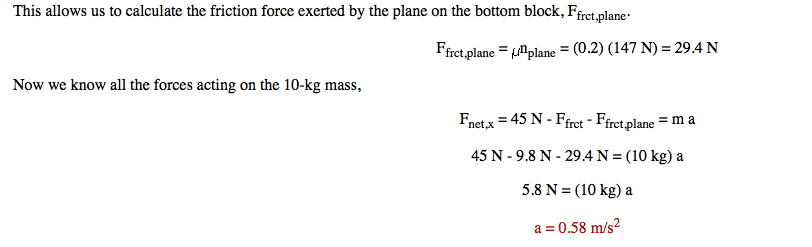 This allows us to calculate the friction force exerted by the plane on the bottom block, Ffrct,plane.
Ffrct,plane = μnplane = (0.2) (147 N) = 29.4 N
Now we know all the forces acting on the 10-kg mass,
Fnet,x = 45 N - Ffrct - Ffrct,plane = m a
45 N - 9.8 N - 29.4 N = (10 kg) a
5.8 N = (10 kg) a
a = 0.58 m/s2